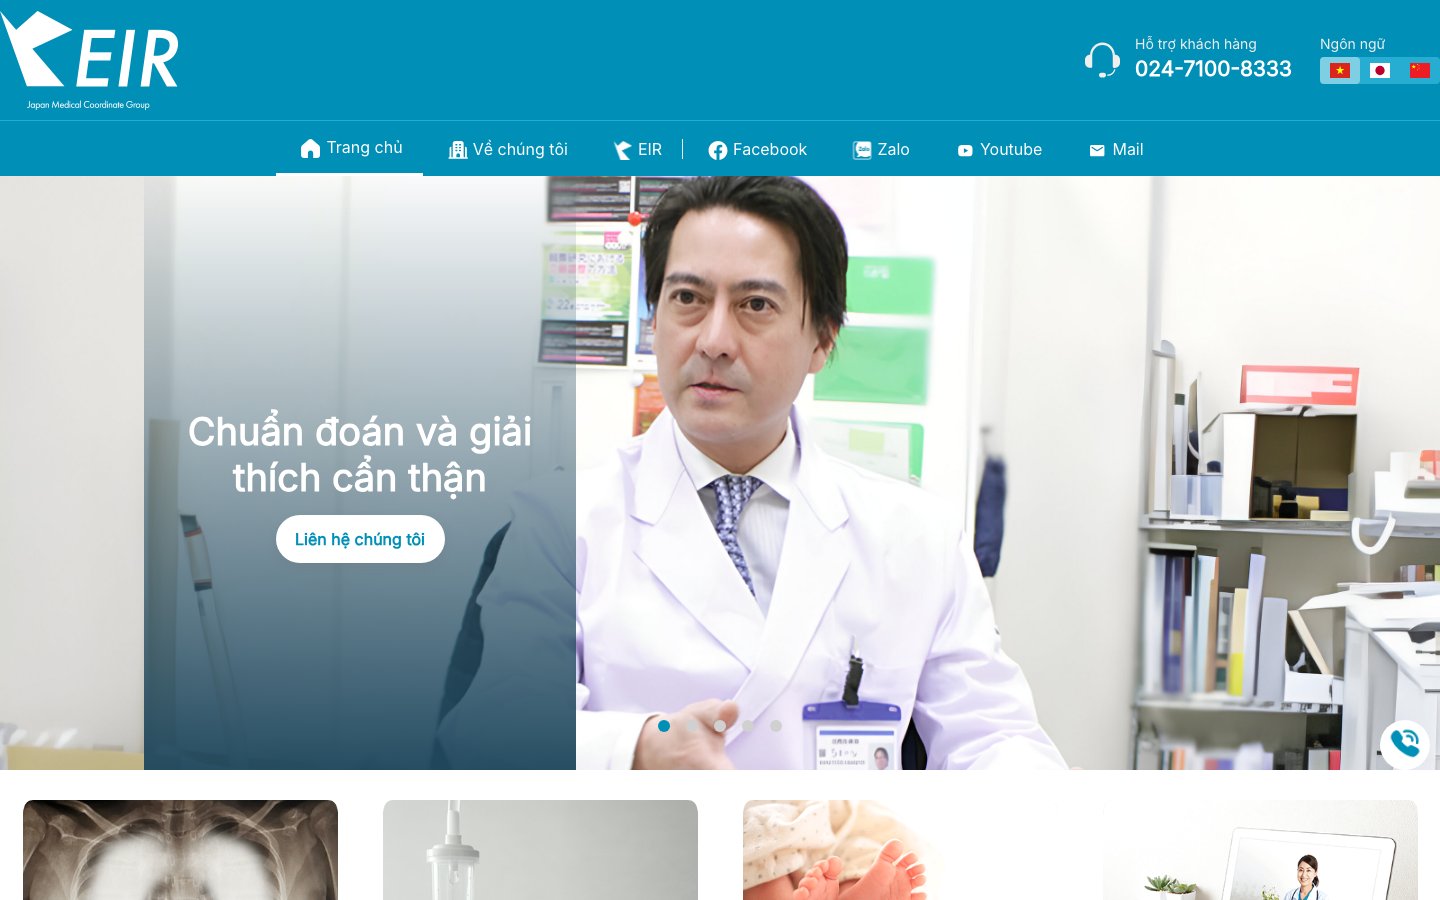 EIR
Japan Medical Coordinate Group
Hỗ trợ khách hàng
024-7100-8333
Ngôn ngữ
Trang chủ
Về chúng tôi
EIR
Facebook
Zalo
Youtube
Mail
Chuẩn đoán và giải
thích cẩn thận
Liên hệ chúng tôi